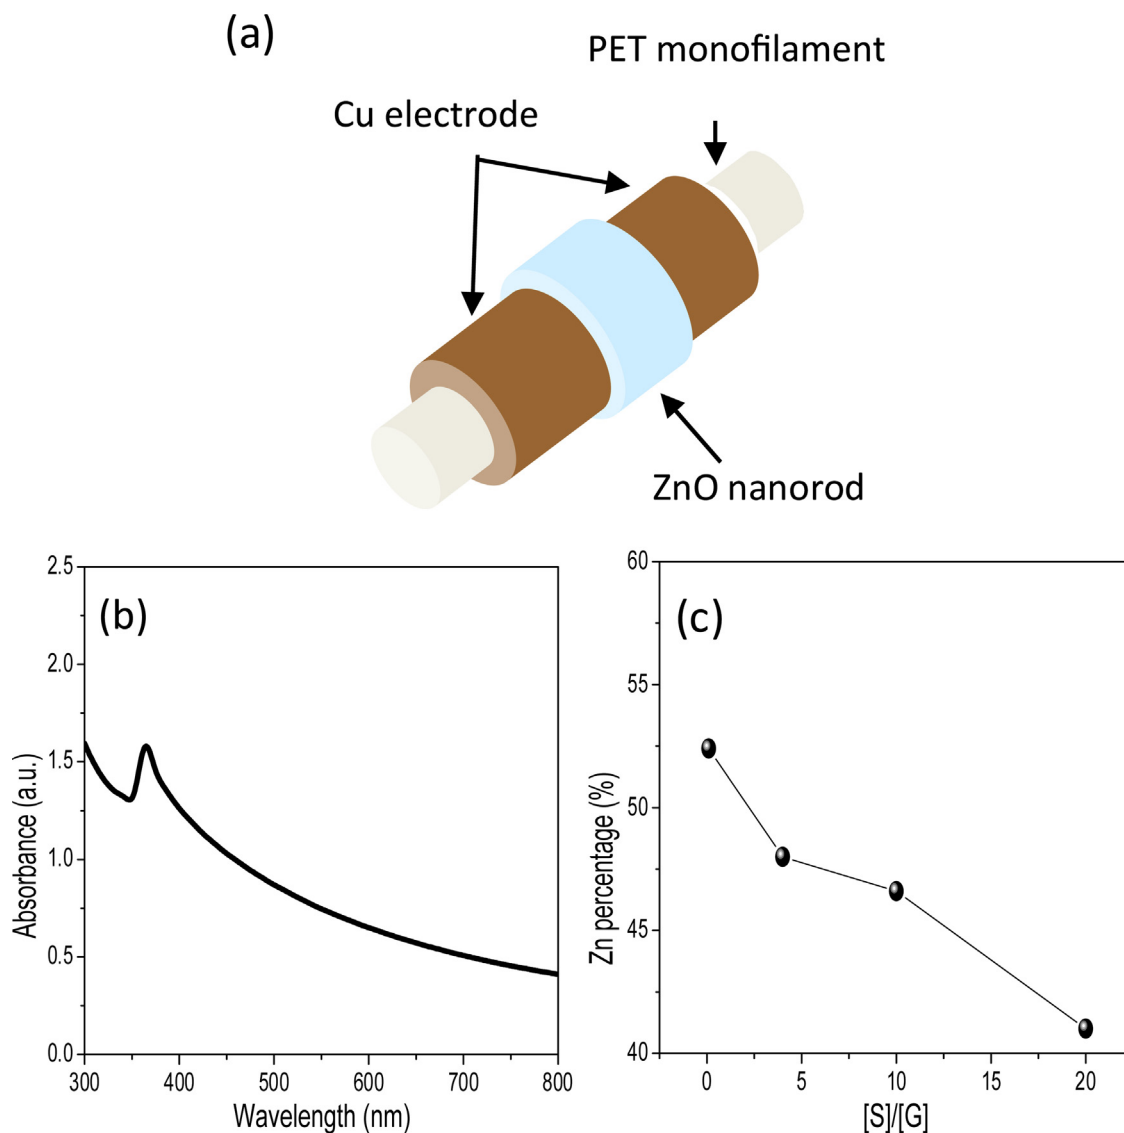 (a)
PET monofilament
Cu electrode
ZnO nanorod
(b)
2.5
2.0
1.5
1.0
0.5
0.0
Absorbance (a.u.)
300 400 500 600 700 800
Wavelength (nm)
(c)
60
55
50
45
40
Zn percentage (%)
0 5 10 15 20
[S]/[G]